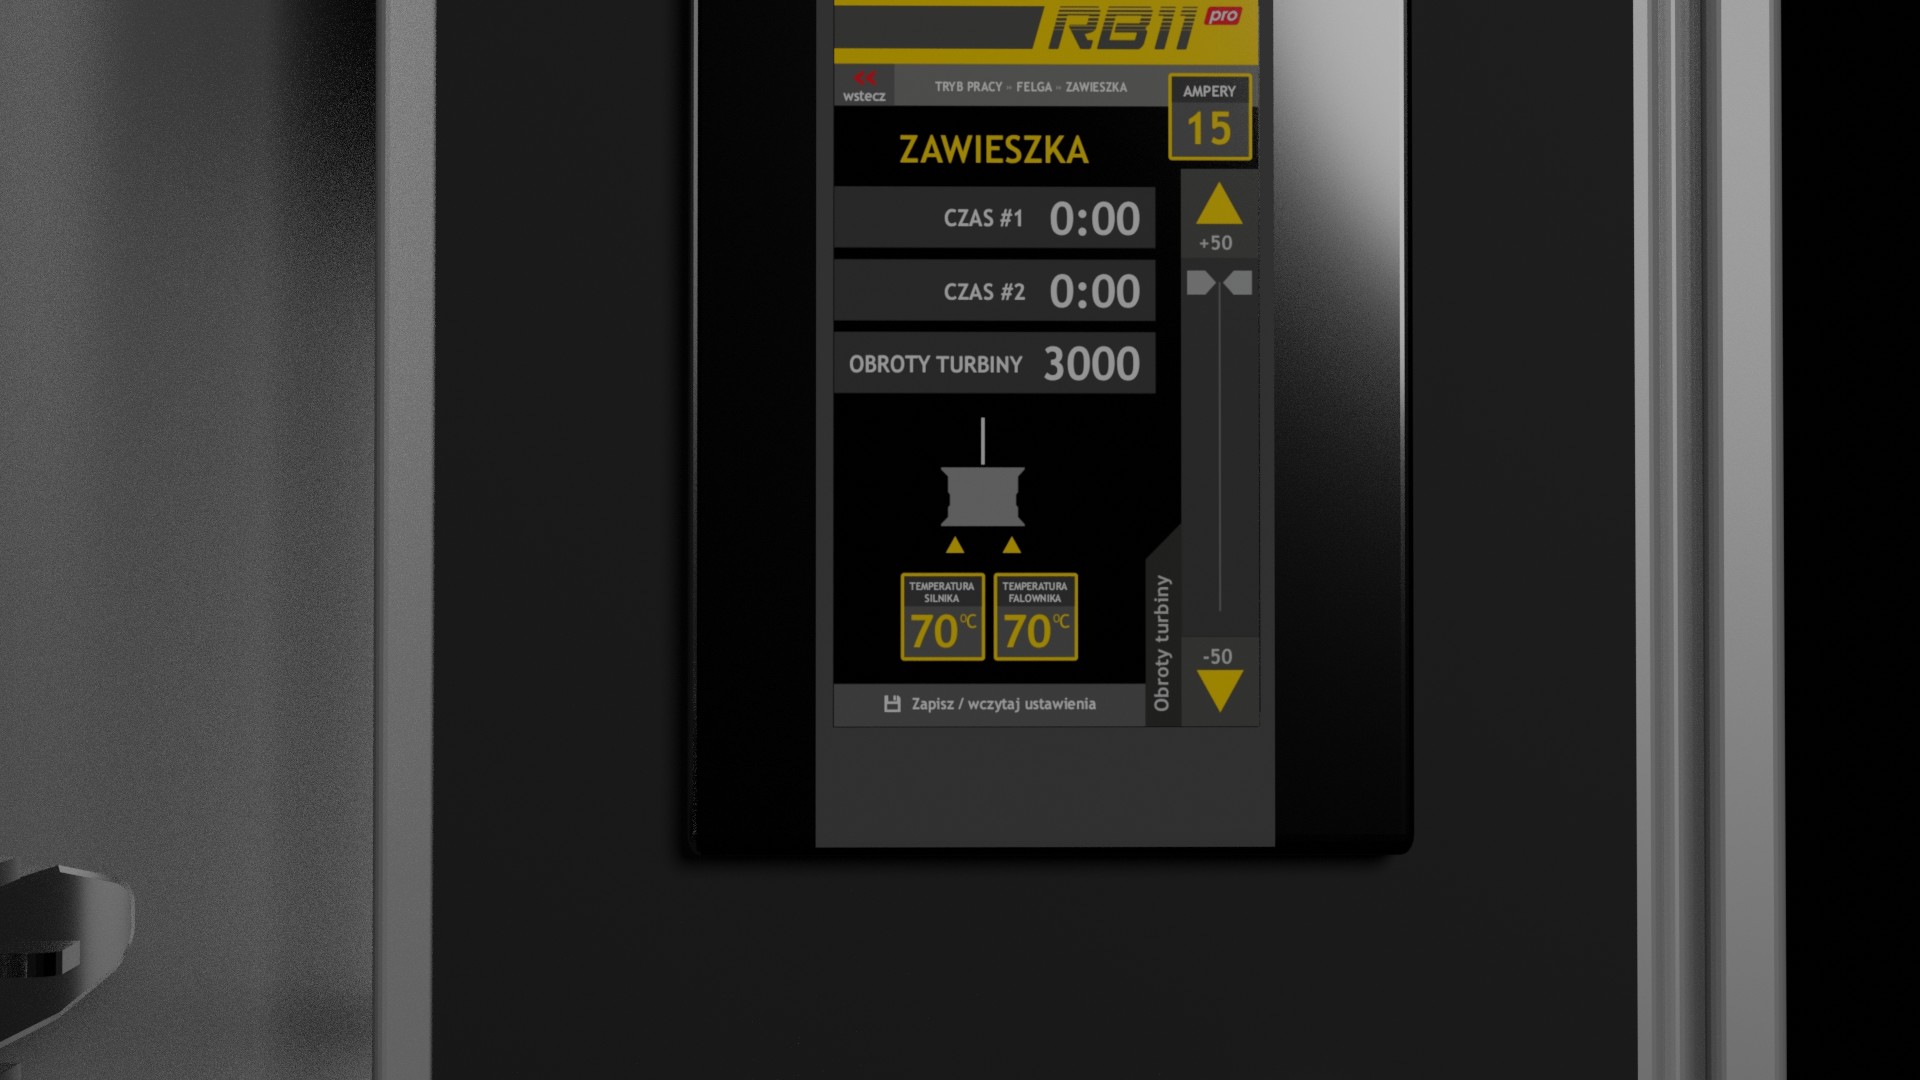 RB11 pro
<< wstecz
TRYB PRACY - FELGA - ZAWIESZKA
AMPERY
15
ZAWIESZKA
CZAS #1 0:00
CZAS #2 0:00
OBROTY TURBINY 3000
+50
-50
Obroty turbiny
TEMPERATURA
SILNIKA
70°C
TEMPERATURA
FALOWNIKA
70°C
Zapisz / wczytaj ustawienia